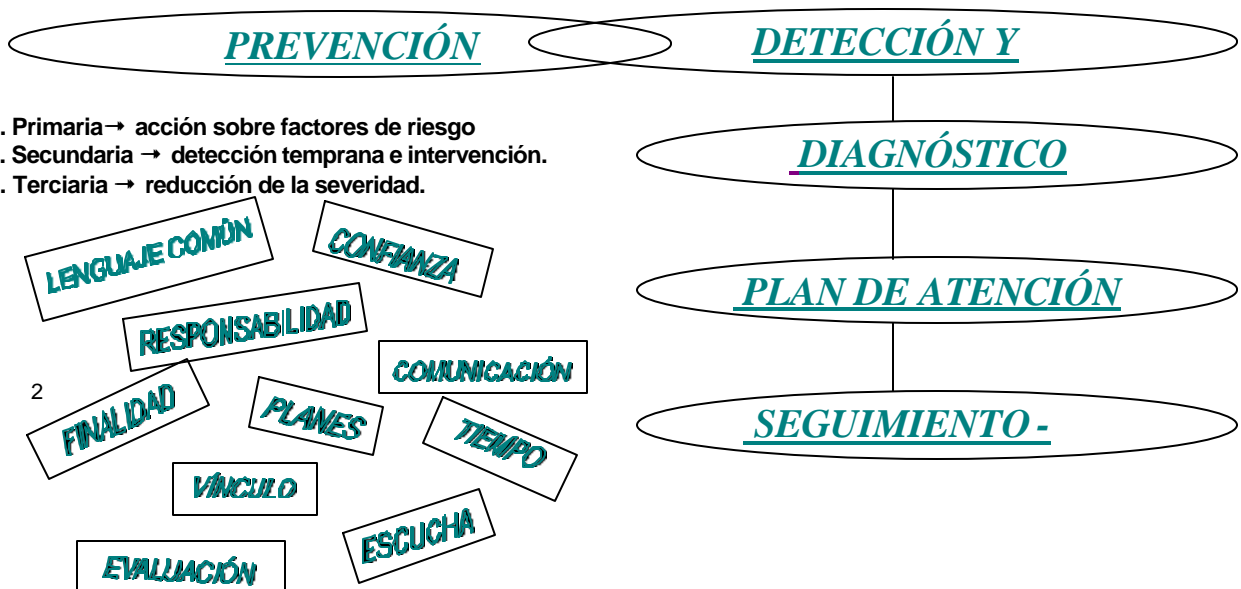 PREVENCIÓN
DETECCIÓN Y
. Primaria→ acción sobre factores de riesgo
. Secundaria → detección temprana e intervención.
. Terciaria → reducción de la severidad.
DIAGNÓSTICO
PLAN DE ATENCIÓN
SEGUIMIENTO -
LENGUAJE COMÚN
CONFIANZA
RESPONSABILIDAD
COMUNICACIÓN
2
FINALIDAD
PLANES
TIEMPO
VÍNCULO
ESCUCHA
EVALUACIÓN